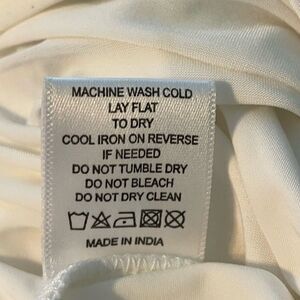 MACHINE WASH COLD
LAY FLAT
TO DRY
COOL IRON ON REVERSE
IF NEEDED
DO NOT TUMBLE DRY
DO NOT BLEACH
DO NOT DRY CLEAN
MADE IN INDIA